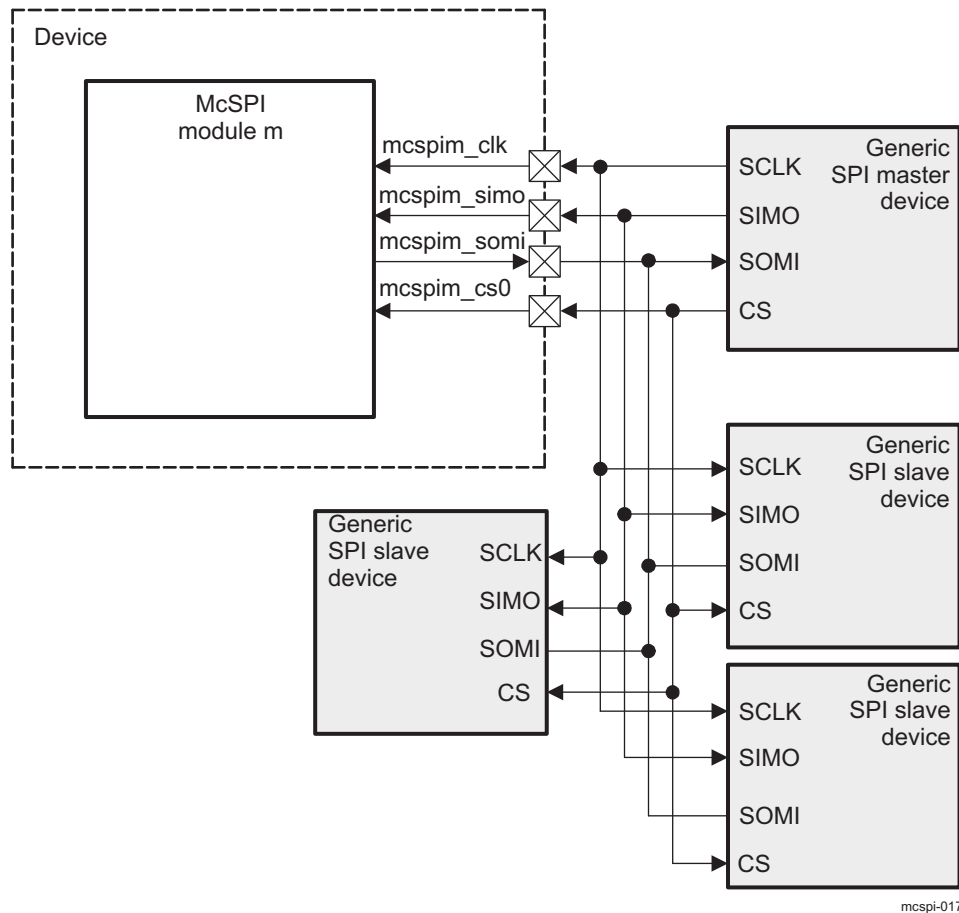 Device
McSPI
module m
mcspim_clk
mcspim_simo
mcspim_somi
mcspim_cs0
SCLK
SIMO
SOMI
CS
Generic
SPI master
device
SCLK
SIMO
SOMI
CS
Generic
SPI slave
device
Generic
SPI slave
device
SCLK
SIMO
SOMI
CS
SCLK
SIMO
SOMI
CS
Generic
SPI slave
device
mcspi-017